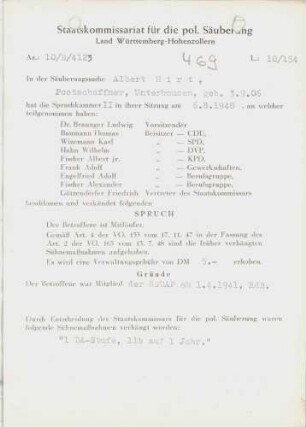 Staatskommissariat für die pol. Säuberung
Land Württemberg-Hohenzollern
Az.: 10/S/4123 469 L. 10/154
In der Säuberungssache Albert Hirt,
Postschaffner, Unterhausen, geb. 3.9.05
hat die Spruchkammer II in ihrer Sitzung am 6.8.1948, an welcher
teilgenommen haben:
Dr. Beuinger Ludwig Vorsitzender
Baumann Thomas Beisitzer – CDU,
Wizemann Karl „ – SPD,
Hahn Wilhelm „ – DVP,
Fischer Albert jr. „ – KPD,
Frank Adolf „ – Gewerkschaften,
Engelfried Adolf „ – Berufsgruppe,
Fischer Alexander „ – Berufsgruppe,
Götzendörfer Friedrich Vertreter des Staatskommissars
beschlossen und verkündet folgenden
SPRUCH
Der Betroffene ist Mitläufer.
Gemäß Art. 4 der VO. 133 vom 17. 11. 47 in der Fassung des
Art. 2 der VO. 165 vom 13. 7. 48 sind die früher verhängten
Sühnemaßnahmen aufgehoben.
Es wird eine Verwaltungsgebühr von DM 5.- erhoben.
Gründe
Der Betroffene war Mitglied der NSDAP ab 1.4.1941,
Durch Entscheidung des Staatskommissars für die pol. Säuberung waren
folgende Sühnemaßnahmen verhängt worden:
"1 DA-Stufe, 11b auf 1 Jahr."